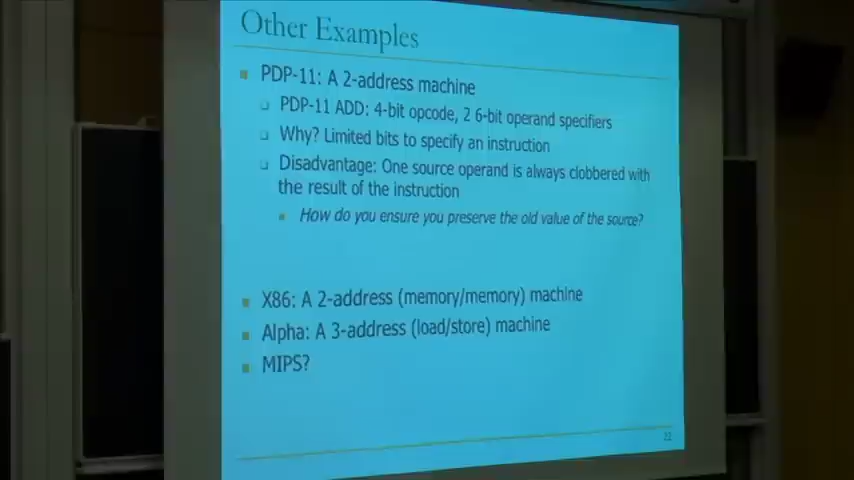 Other Examples
PDP-11: A 2-address machine
PDP-11 ADD: 4-bit opcode, 2 6-bit operand specifiers
Why? Limited bits to specify an instruction
Disadvantage: One source operand is always clobbered with
the result of the instruction
How do you ensure you preserve the old value of the source?
X86: A 2-address (memory/memory) machine
Alpha: A 3-address (load/store) machine
MIPS?
22